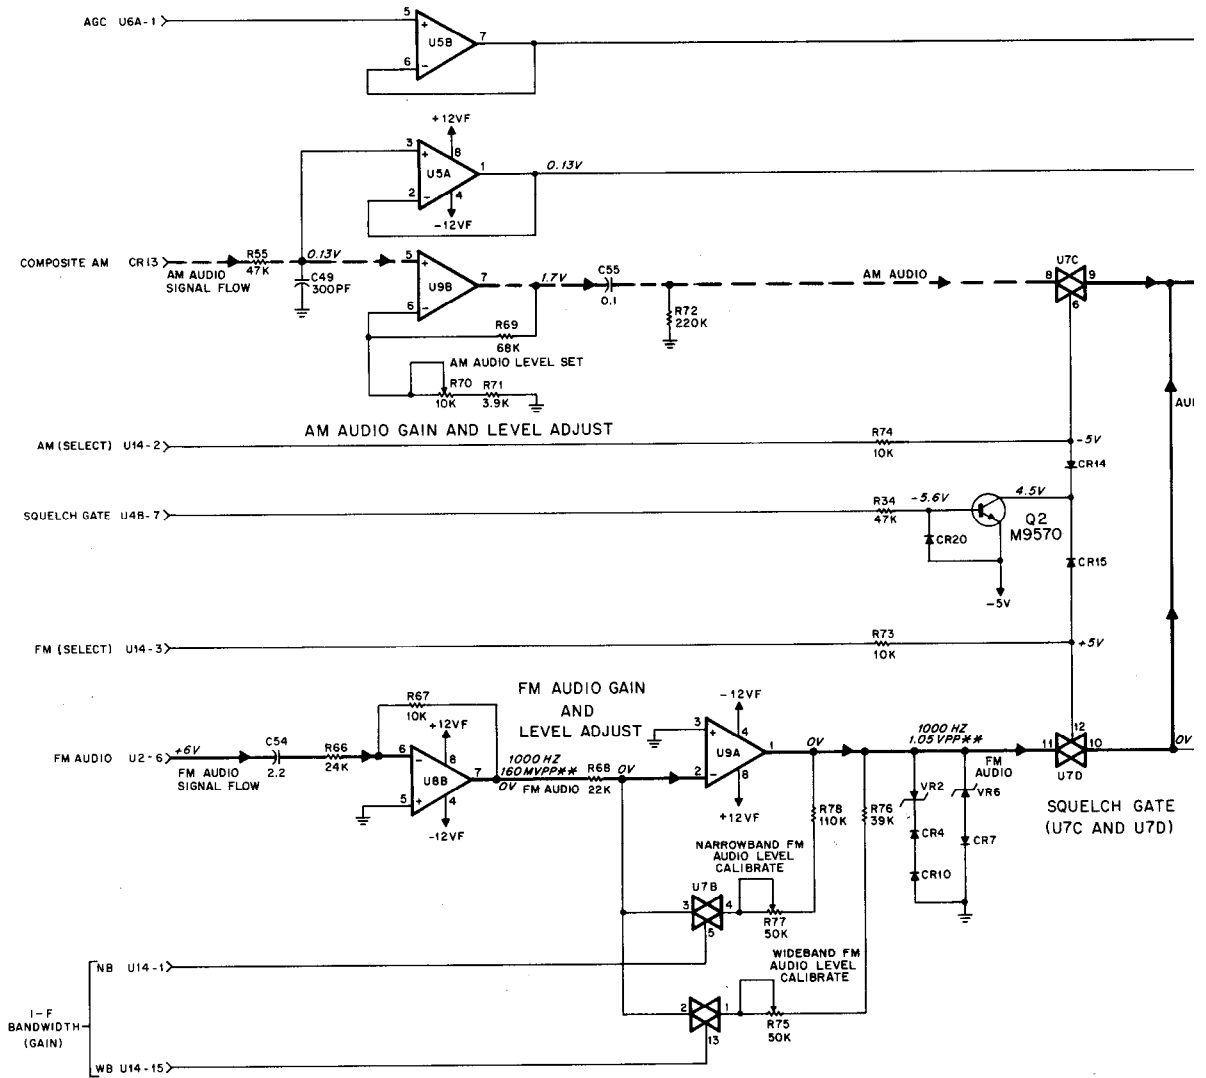 AGC U6A-1
5
+
U5B
7
6
-
+12VF
3
+
8
U5A
1
0.13V
2
-
4
-12VF
COMPOSITE AM CR13
AM AUDIO
SIGNAL FLOW
R55
47K
0.13V
C49
300PF
5
+
U9B
7
6
-
1.7V
C55
0.1
R72
220K
AM AUDIO
U7C
8
9
6
R69
68K
AM AUDIO LEVEL SET
R70
10K
R71
3.9K
AM AUDIO GAIN AND LEVEL ADJUST
AM (SELECT) U14-2
R74
10K
-5V
CR14
SQUELCH GATE U4B-7
R34
47K
-5.6V
4.5V
Q2
M9570
CR20
CR15
-5V
FM (SELECT) U14-3
R73
10K
+5V
FM AUDIO GAIN
AND
LEVEL ADJUST
FM AUDIO U2-6
+6V
FM AUDIO
SIGNAL FLOW
C54
2.2
R66
24K
R67
10K
+12VF
6
-
8
U8B
7
5
+
4
-12VF
1000 HZ
160 MVPP**
0V
FM AUDIO
R68
22K
0V
-12VF
3
+
4
U9A
1
2
-
8
+12VF
0V
1000 HZ
1.05 VPP**
FM
AUDIO
12
11
10
U7D
0V
SQUELCH GATE
(U7C AND U7D)
R78
110K
R76
39K
VR2
VR6
CR4
CR7
CR10
NARROWBAND FM
AUDIO LEVEL
CALIBRATE
U7B
3
4
5
R77
50K
WIDEBAND FM
AUDIO LEVEL
CALIBRATE
2
1
13
R75
50K
NB U14-1
I-F
BANDWIDTH
(GAIN)
WB U14-15